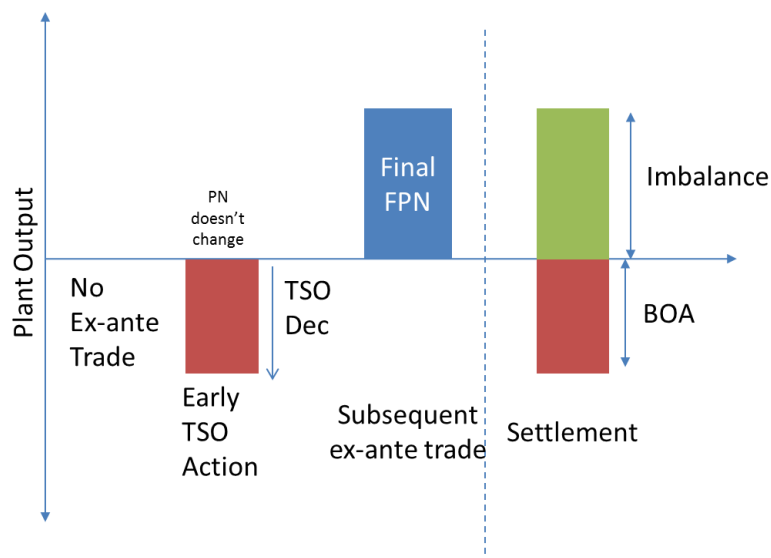 Plant Output
No
Ex-ante
Trade
PN
doesn't
change
Early
TSO
Action
TSO
Dec
Final
FPN
Subsequent
ex-ante trade
Settlement
Imbalance
BOA